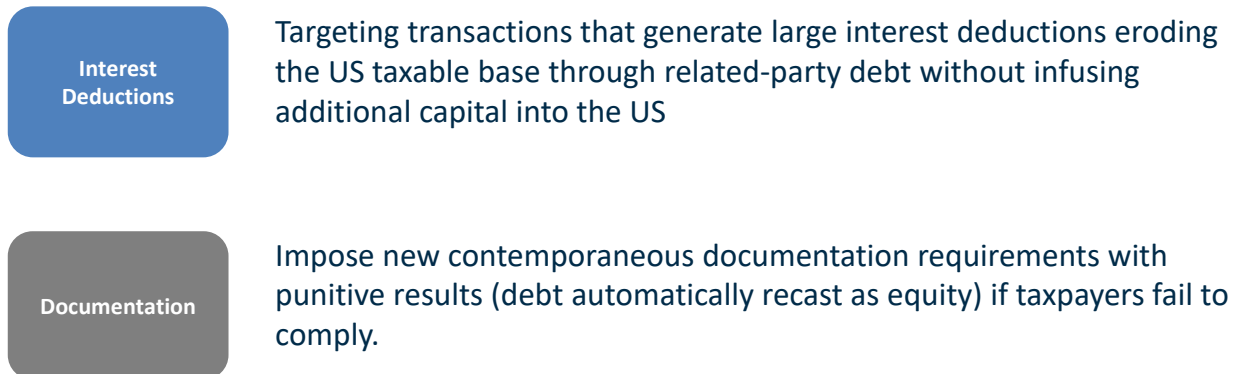 Interest
Deductions
Targeting transactions that generate large interest deductions eroding
the US taxable base through related-party debt without infusing
additional capital into the US
Documentation
Impose new contemporaneous documentation requirements with
punitive results (debt automatically recast as equity) if taxpayers fail to
comply.